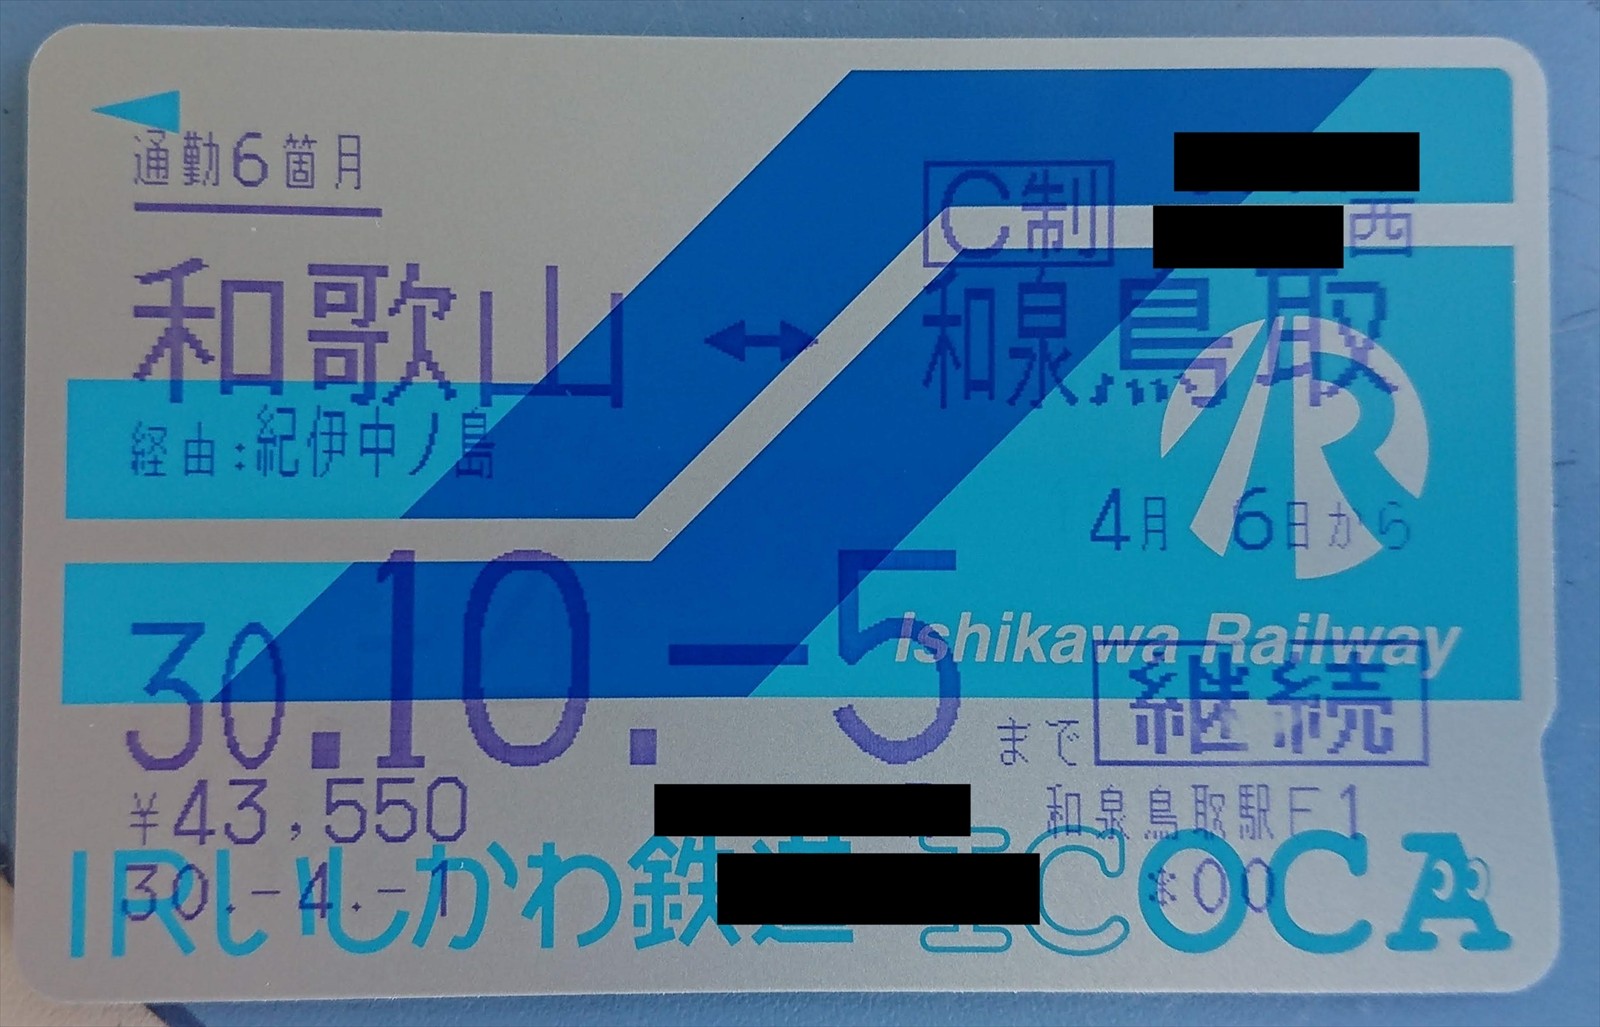 通勤6箇月
C制
西
和歌山 ↔ 和泉鳥取
経由:紀伊中ノ島
4月 6日から
Ishikawa Railway
30.10.-5まで 継続
¥43,550
和泉鳥取駅F1
30.-4.-1
*00
IRいしかわ鉄道 ICOCA